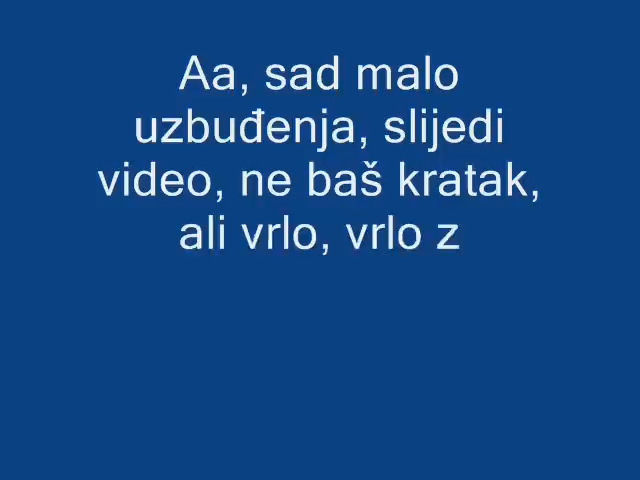 Aa, sad malo
uzbuđenja, slijedi
video, ne baš kratak,
ali vrlo, vrlo z